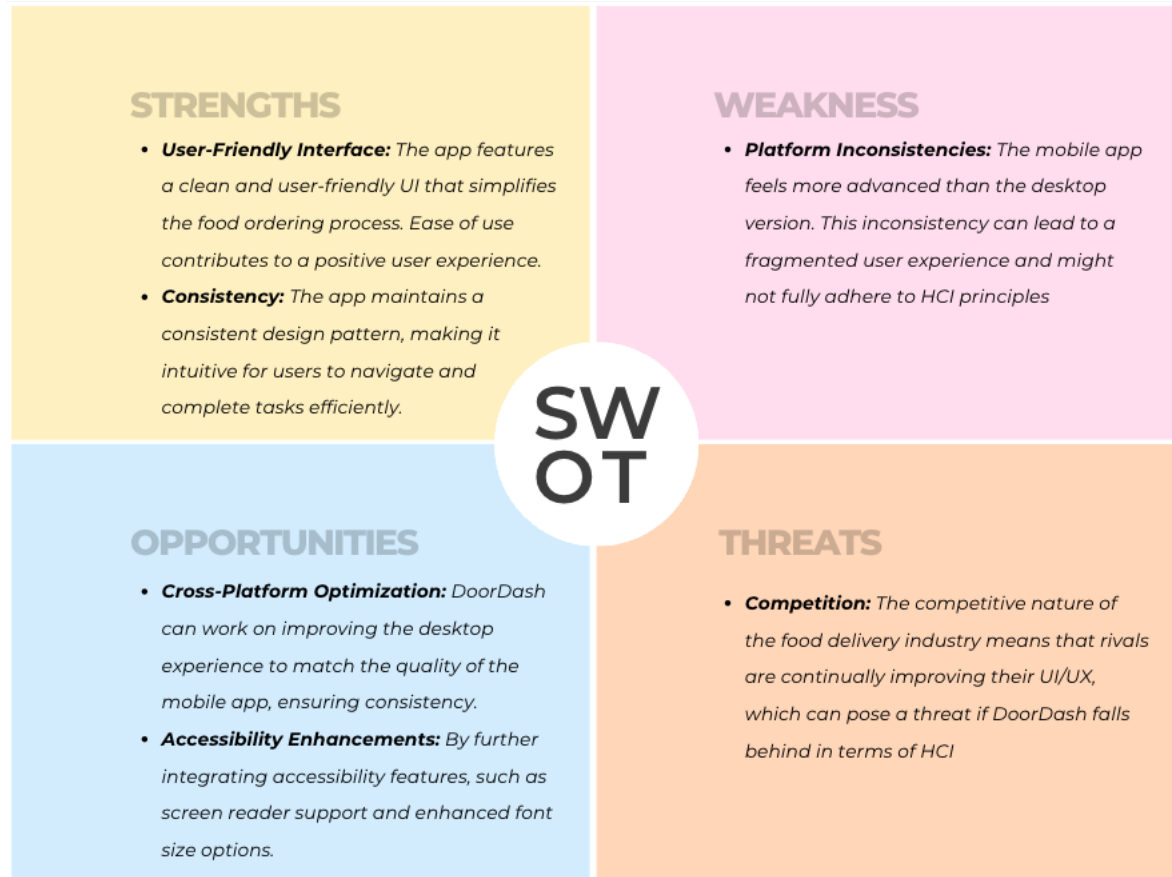 STRENGTHS
• User-Friendly Interface: The app features
a clean and user-friendly UI that simplifies
the food ordering process. Ease of use
contributes to a positive user experience.
• Consistency: The app maintains a
consistent design pattern, making it
intuitive for users to navigate and
complete tasks efficiently.
WEAKNESS
• Platform Inconsistencies: The mobile app
feels more advanced than the desktop
version. This inconsistency can lead to a
fragmented user experience and might
not fully adhere to HCI principles
SW
OT
OPPORTUNITIES
• Cross-Platform Optimization: DoorDash
can work on improving the desktop
experience to match the quality of the
mobile app, ensuring consistency.
• Accessibility Enhancements: By further
integrating accessibility features, such as
screen reader support and enhanced font
size options.
THREATS
• Competition: The competitive nature of
the food delivery industry means that rivals
are continually improving their UI/UX,
which can pose a threat if DoorDash falls
behind in terms of HCI